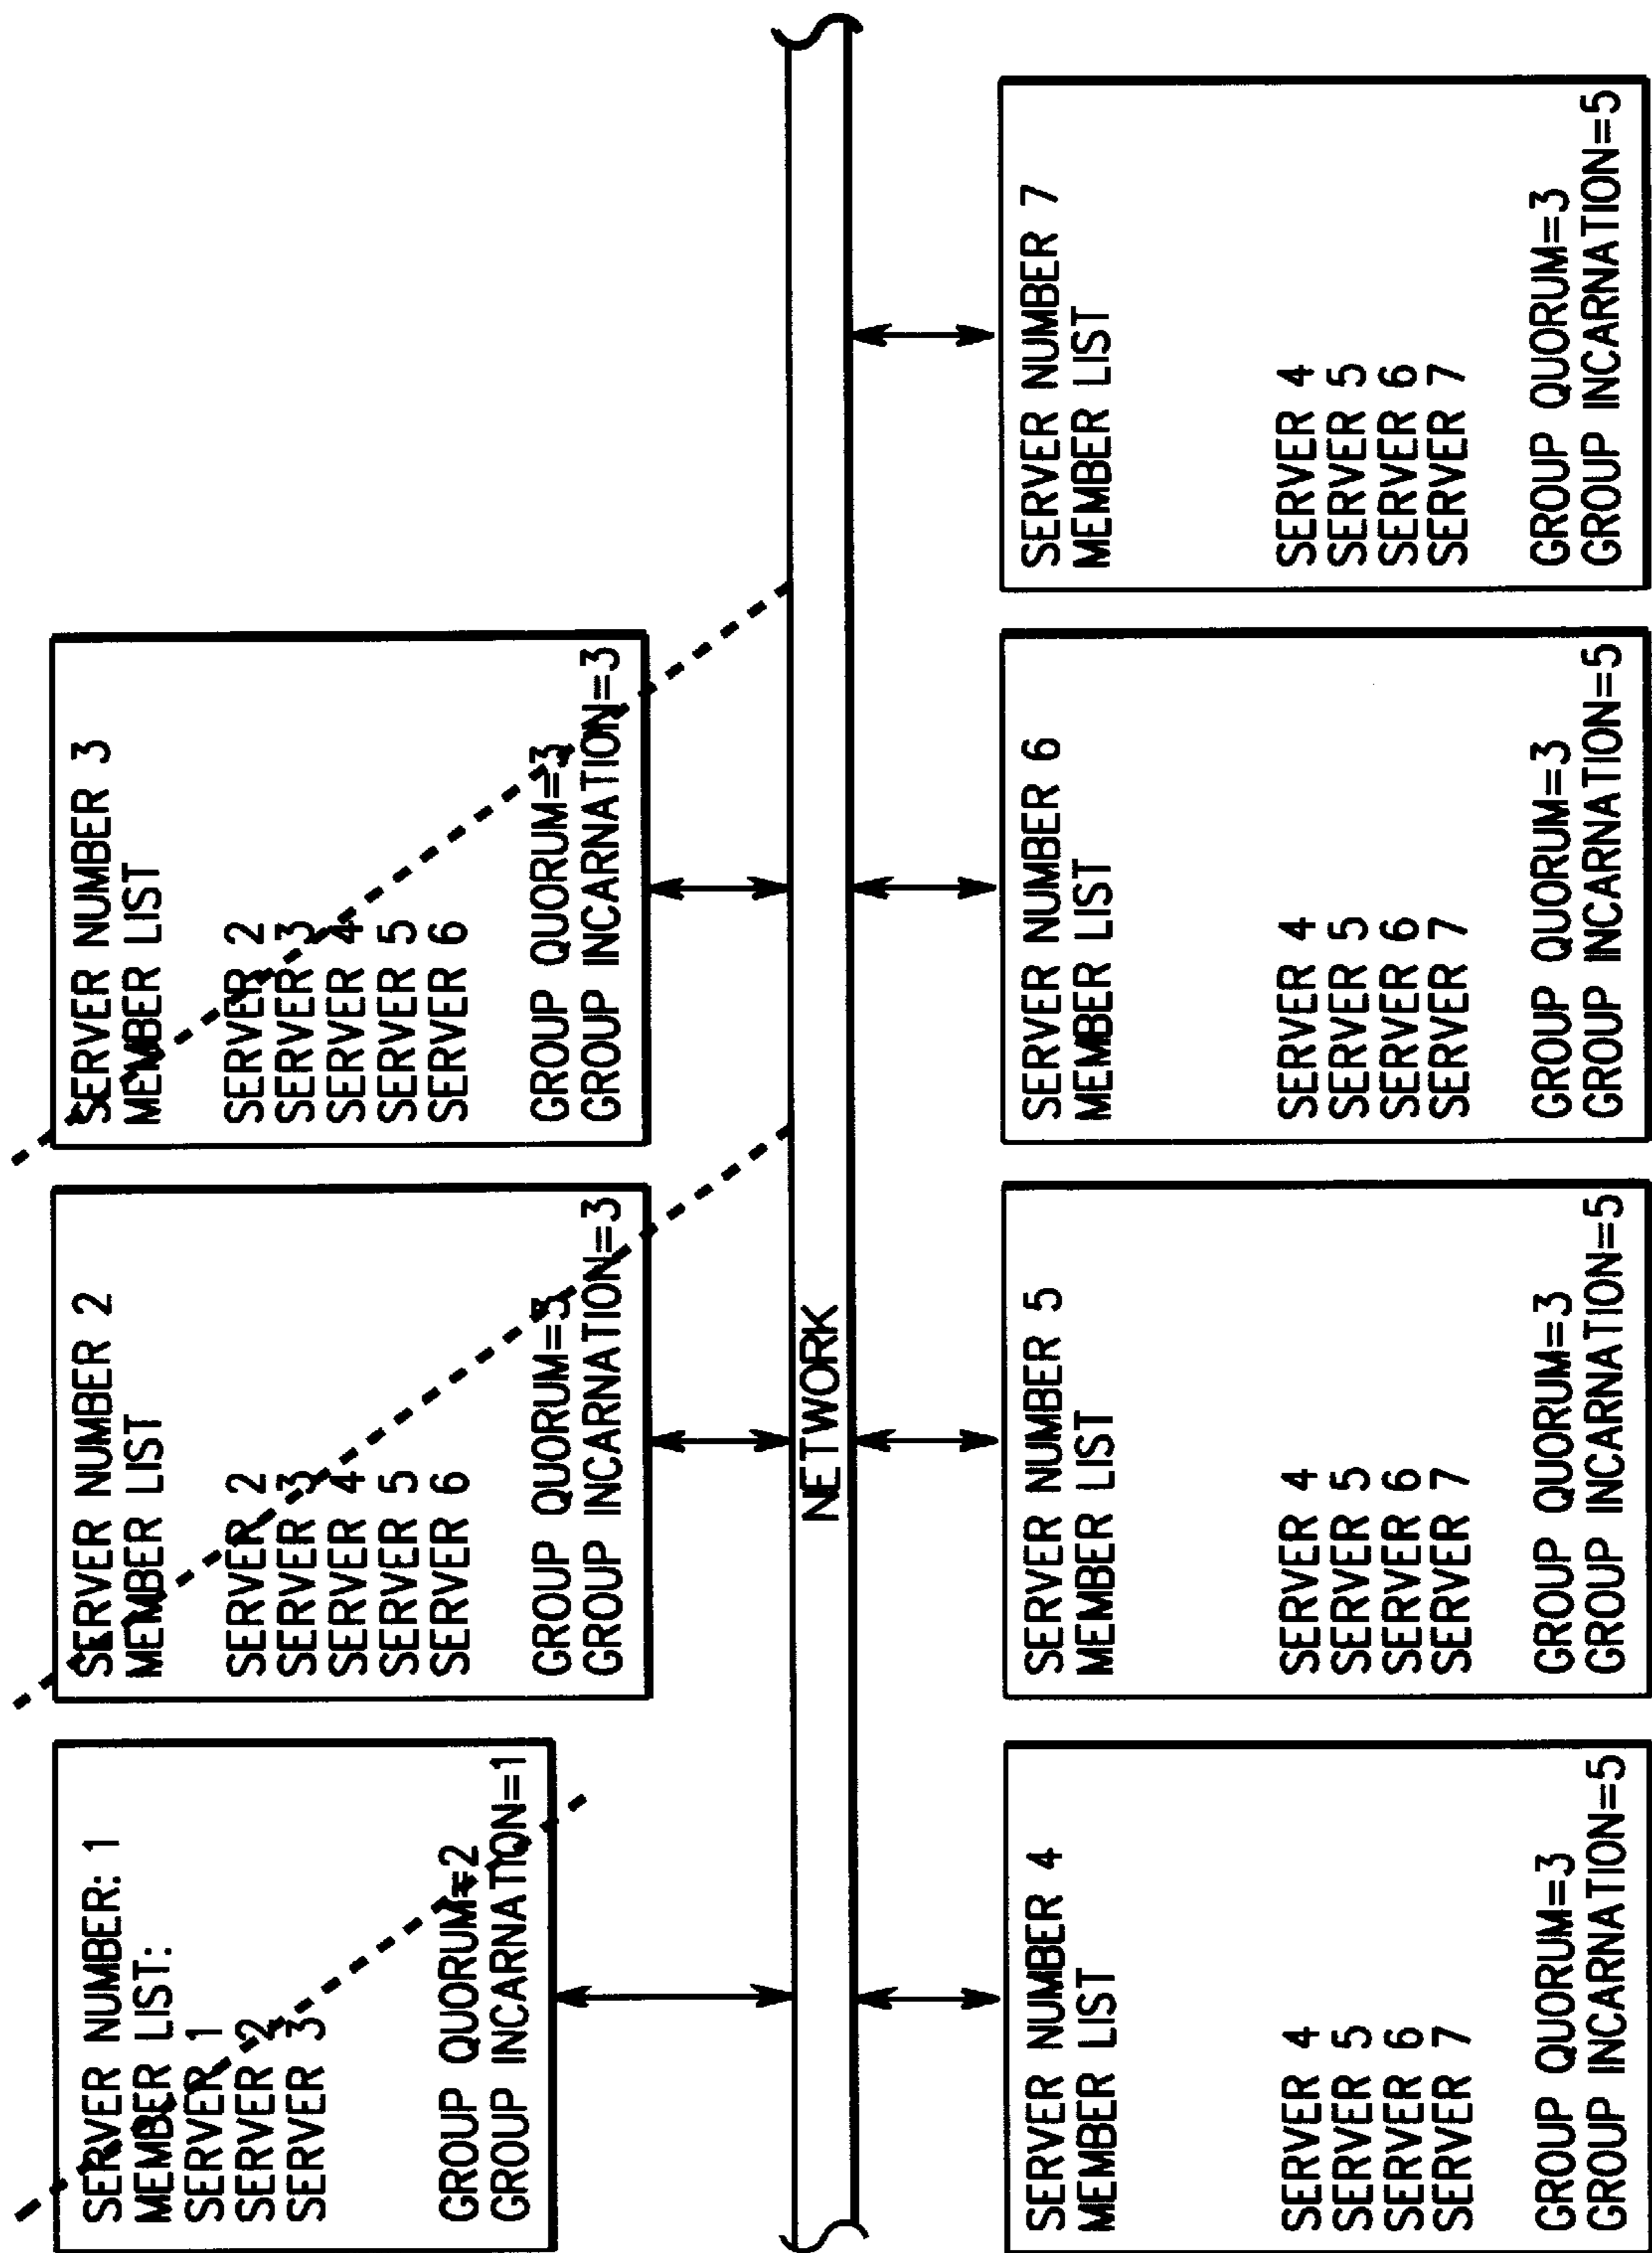 SERVER NUMBER: 1
MEMBER LIST:
SERVER 1
SERVER 2
SERVER 3
GROUP QUORUM=2
GROUP INCARNATION=1
SERVER NUMBER 2
MEMBER LIST
SERVER 2
SERVER 3
SERVER 4
SERVER 5
SERVER 6
GROUP QUORUM=3
GROUP INCARNATION=3
SERVER NUMBER 3
MEMBER LIST
SERVER 2
SERVER 3
SERVER 4
SERVER 5
SERVER 6
GROUP QUORUM=3
GROUP INCARNATION=3
NETWORK
SERVER NUMBER 4
MEMBER LIST
SERVER 4
SERVER 5
SERVER 6
SERVER 7
GROUP QUORUM=3
GROUP INCARNATION=5
SERVER NUMBER 5
MEMBER LIST
SERVER 4
SERVER 5
SERVER 6
SERVER 7
GROUP QUORUM=3
GROUP INCARNATION=5
SERVER NUMBER 6
MEMBER LIST
SERVER 4
SERVER 5
SERVER 6
SERVER 7
GROUP QUORUM=3
GROUP INCARNATION=5
SERVER NUMBER 7
MEMBER LIST
SERVER 4
SERVER 5
SERVER 6
SERVER 7
GROUP QUORUM=3
GROUP INCARNATION=5